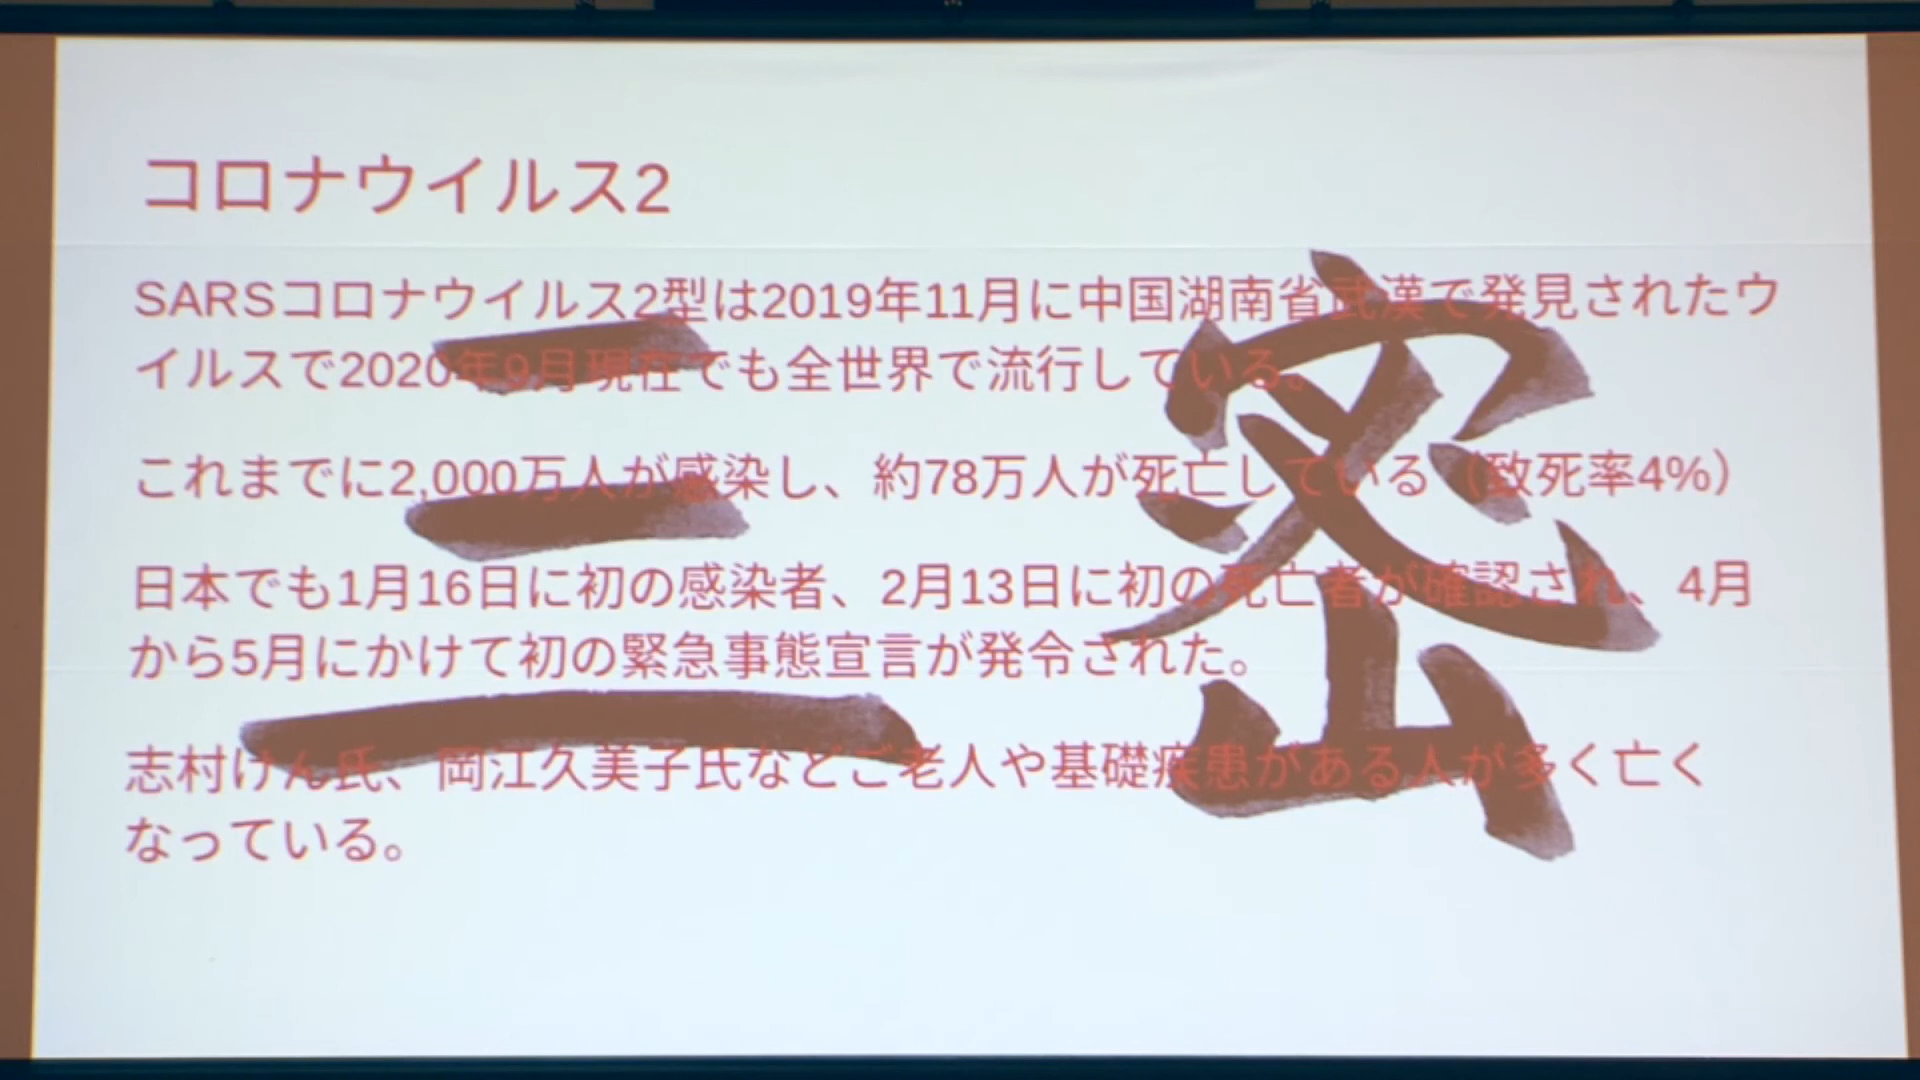 コロナウイルス2
SARSコロナウイルス2型は2019年11月に中国湖南省武漢で発見されたウ
イルスで2020年9月現在でも全世界で流行している。
これまでに2,000万人が感染し、約78万人が死亡している（致死率4%）
日本でも1月16日に初の感染者、2月13日に初の死亡者が確認され、4月
から5月にかけて初の緊急事態宣言が発令された。
志村けん氏、岡江久美子氏などご老人や基礎疾患がある人が多く亡く
なっている。
三密